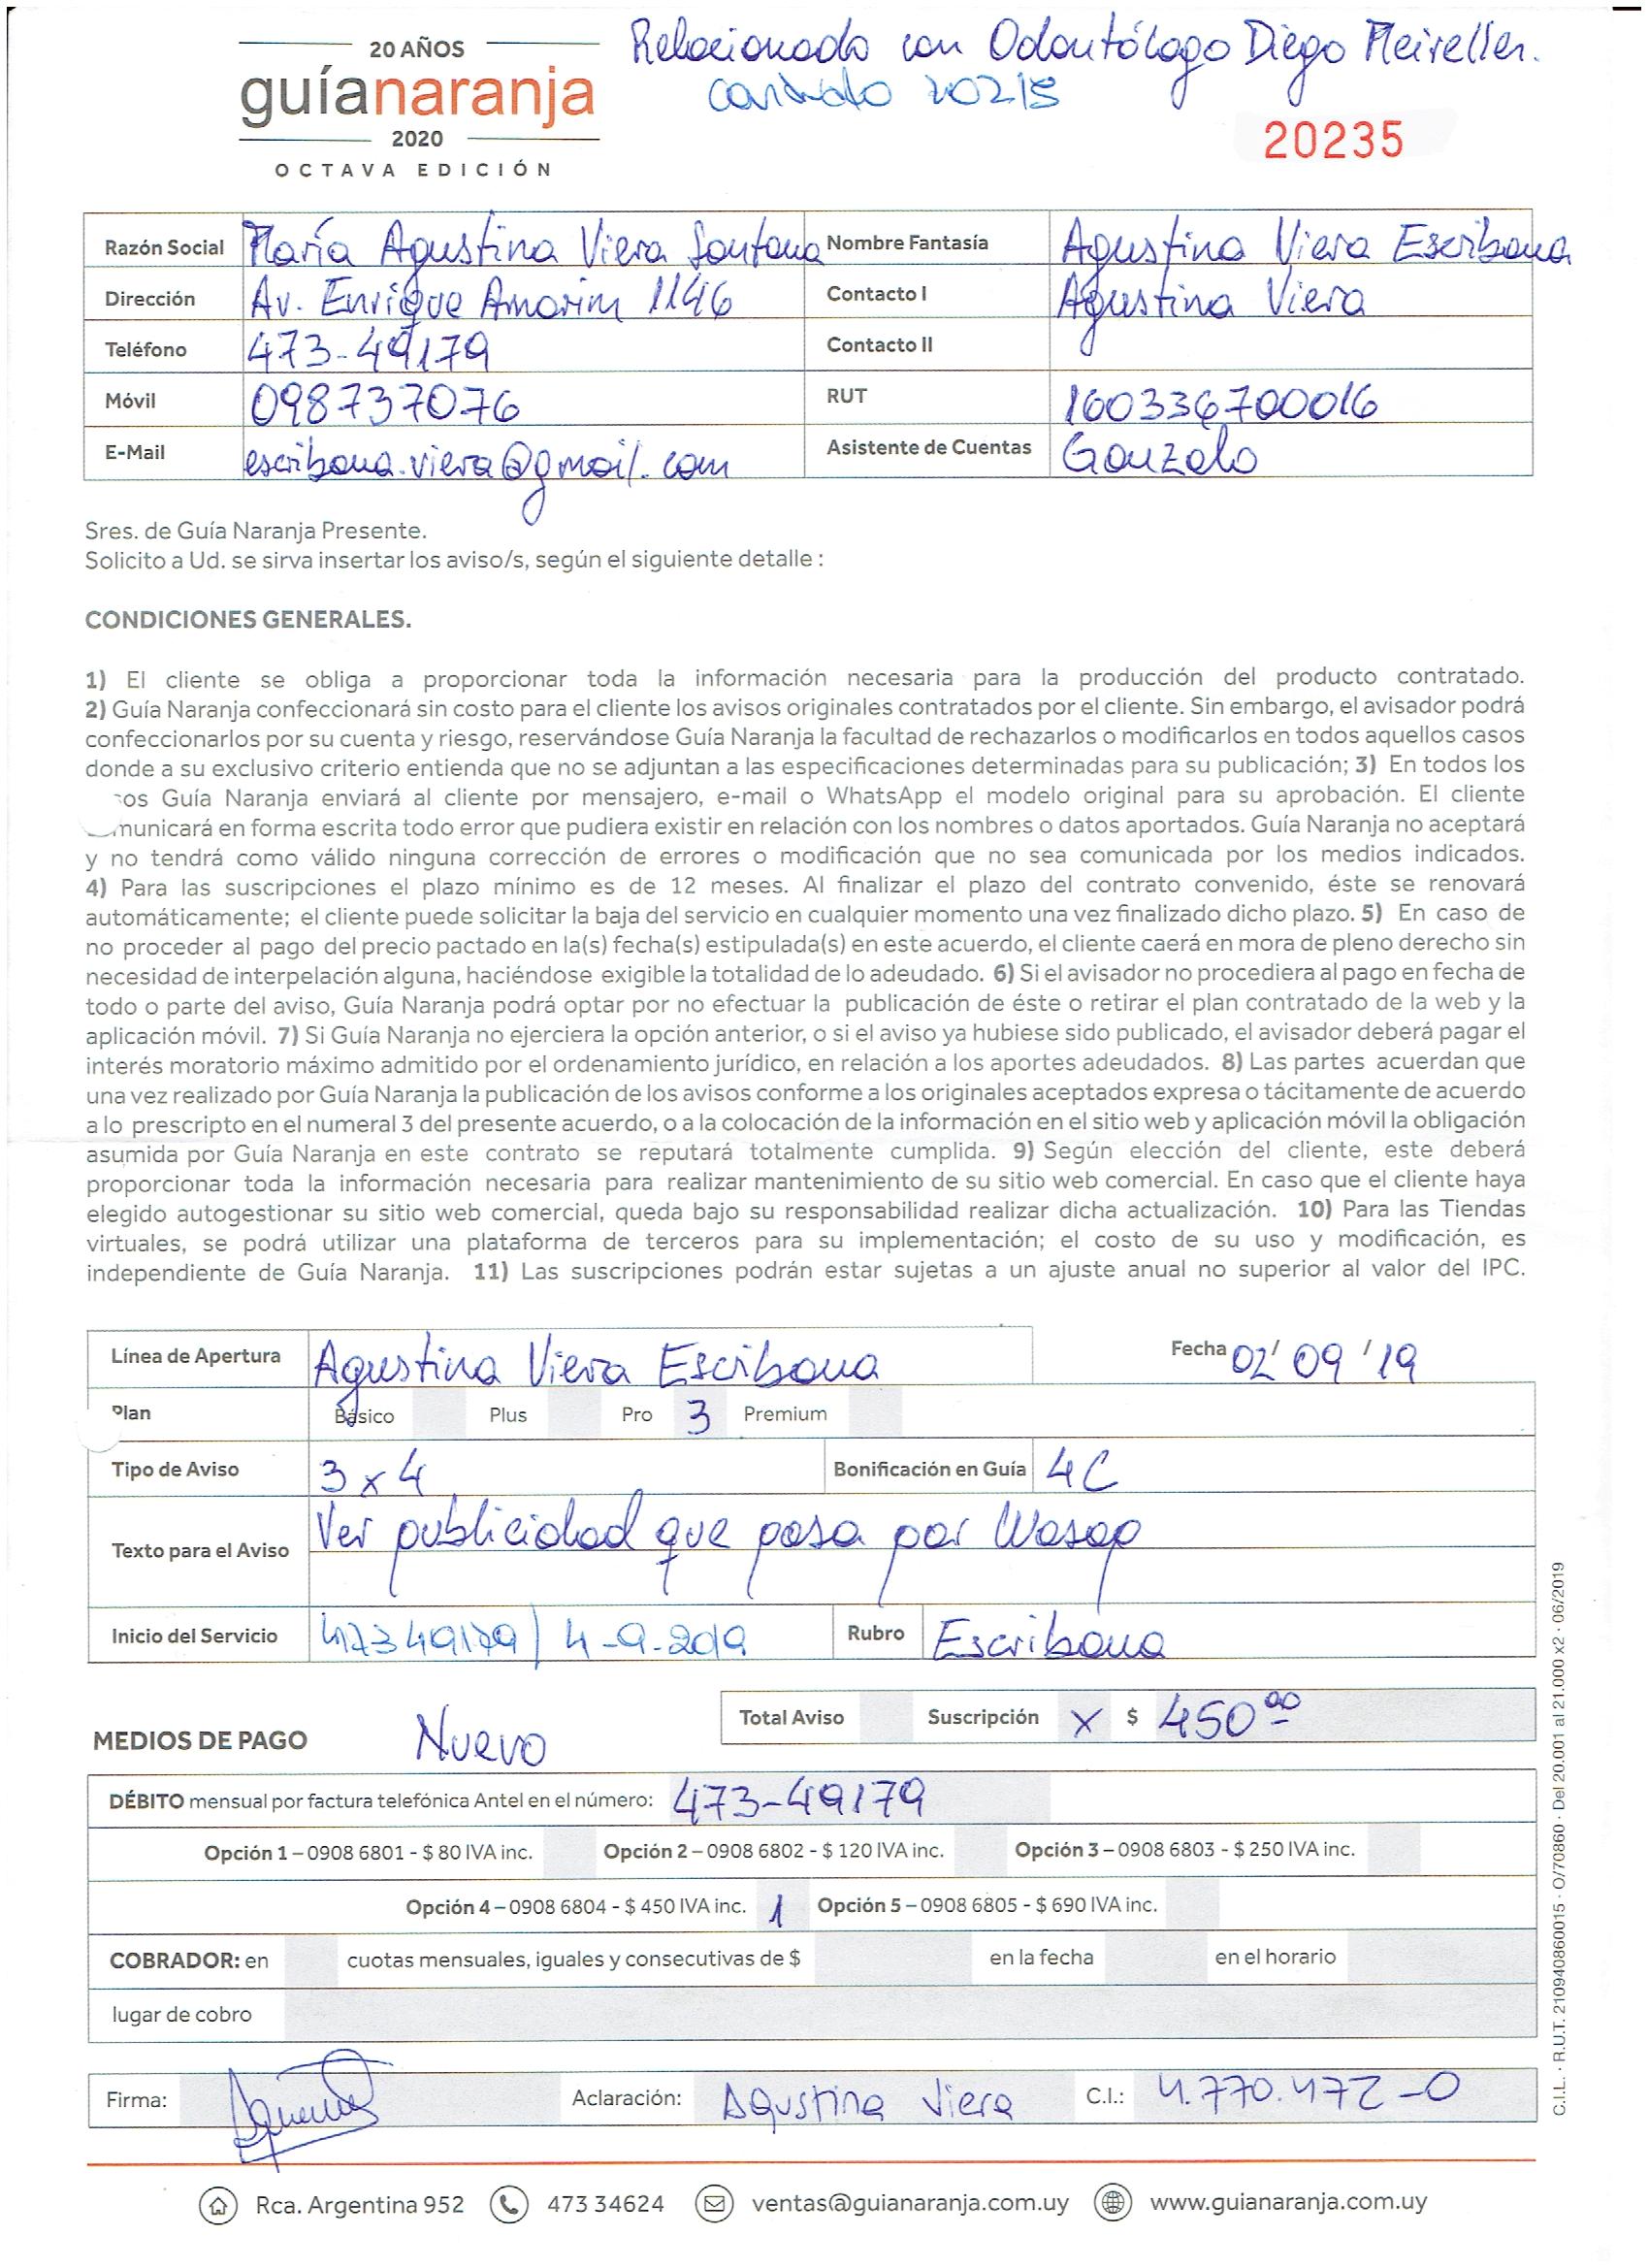 20 AÑOS
guíanaranja
2020
OCTAVA EDICIÓN
Relacionado con Odontólogo Diego Meirelles.
contrato 20218
20235
Razón Social María Agustina Viera Santana Nombre Fantasía Agustina Viera Escribana
Dirección Av. Enrique Amorim 1146 Contacto I Agustina Viera
Teléfono 473-49179 Contacto II
Móvil 098737076 RUT 160336700016
E-Mail escribana.viera@gmail.com Asistente de Cuentas Gonzalo
Sres. de Guía Naranja Presente.
Solicito a Ud. se sirva insertar los aviso/s, según el siguiente detalle :
CONDICIONES GENERALES.
1) El cliente se obliga a proporcionar toda la información necesaria para la producción del producto contratado.
2) Guía Naranja confeccionará sin costo para el cliente los avisos originales contratados por el cliente. Sin embargo, el avisador podrá
confeccionarlos por su cuenta y riesgo, reservándose Guía Naranja la facultad de rechazarlos o modificarlos en todos aquellos casos
donde a su exclusivo criterio entienda que no se adjuntan a las especificaciones determinadas para su publicación; 3) En todos los
os Guía Naranja enviará al cliente por mensajero, e-mail o WhatsApp el modelo original para su aprobación. El cliente
municará en forma escrita todo error que pudiera existir en relación con los nombres o datos aportados. Guía Naranja no aceptará
y no tendrá como válido ninguna corrección de errores o modificación que no sea comunicada por los medios indicados.
4) Para las suscripciones el plazo mínimo es de 12 meses. Al finalizar el plazo del contrato convenido, éste se renovará
automáticamente; el cliente puede solicitar la baja del servicio en cualquier momento una vez finalizado dicho plazo. 5) En caso de
no proceder al pago del precio pactado en la(s) fecha(s) estipulada(s) en este acuerdo, el cliente caerá en mora de pleno derecho sin
necesidad de interpelación alguna, haciéndose exigible la totalidad de lo adeudado. 6) Si el avisador no procediera al pago en fecha de
todo o parte del aviso, Guía Naranja podrá optar por no efectuar la publicación de éste o retirar el plan contratado de la web y la
aplicación móvil. 7) Si Guía Naranja no ejerciera la opción anterior, o si el aviso ya hubiese sido publicado, el avisador deberá pagar el
interés moratorio máximo admitido por el ordenamiento jurídico, en relación a los aportes adeudados. 8) Las partes acuerdan que
una vez realizado por Guía Naranja la publicación de los avisos conforme a los originales aceptados expresa o tácitamente de acuerdo
a lo prescripto en el numeral 3 del presente acuerdo, o a la colocación de la información en el sitio web y aplicación móvil la obligación
asumida por Guía Naranja en este contrato se reputará totalmente cumplida. 9) Según elección del cliente, este deberá
proporcionar toda la información necesaria para realizar mantenimiento de su sitio web comercial. En caso que el cliente haya
elegido autogestionar su sitio web comercial, queda bajo su responsabilidad realizar dicha actualización. 10) Para las Tiendas
virtuales, se podrá utilizar una plataforma de terceros para su implementación; el costo de su uso y modificación, es
independiente de Guía Naranja. 11) Las suscripciones podrán estar sujetas a un ajuste anual no superior al valor del IPC.
Línea de Apertura Agustina Viera Escribana Fecha 02/ 09 / 19
Plan Básico Plus Pro 3 Premium
Tipo de Aviso 3 x 4 Bonificación en Guía 4C
Texto para el Aviso Ver publicidad que pasa por Wasap
Inicio del Servicio 47349179 / 4-9-2019 Rubro Escribana
Total Aviso Suscripción X $ 450 00
MEDIOS DE PAGO Nuevo
DÉBITO mensual por factura telefónica Antel en el número: 473-49179
Opción 1 – 0908 6801 - $ 80 IVA inc. Opción 2 – 0908 6802 - $ 120 IVA inc. Opción 3 – 0908 6803 - $ 250 IVA inc.
Opción 4 – 0908 6804 - $ 450 IVA inc. 1 Opción 5 – 0908 6805 - $ 690 IVA inc.
COBRADOR: en cuotas mensuales, iguales y consecutivas de $ en la fecha en el horario
lugar de cobro
Firma: Aclaración: Agustina Viera C.I.: 4.770.472-0
Rca. Argentina 952 473 34624 ventas@guianaranja.com.uy www.guianaranja.com.uy
C.I.L. · R.U.T. 210940860015 · O/70860 · Del 20.001 al 21.000 x2 · 06/2019